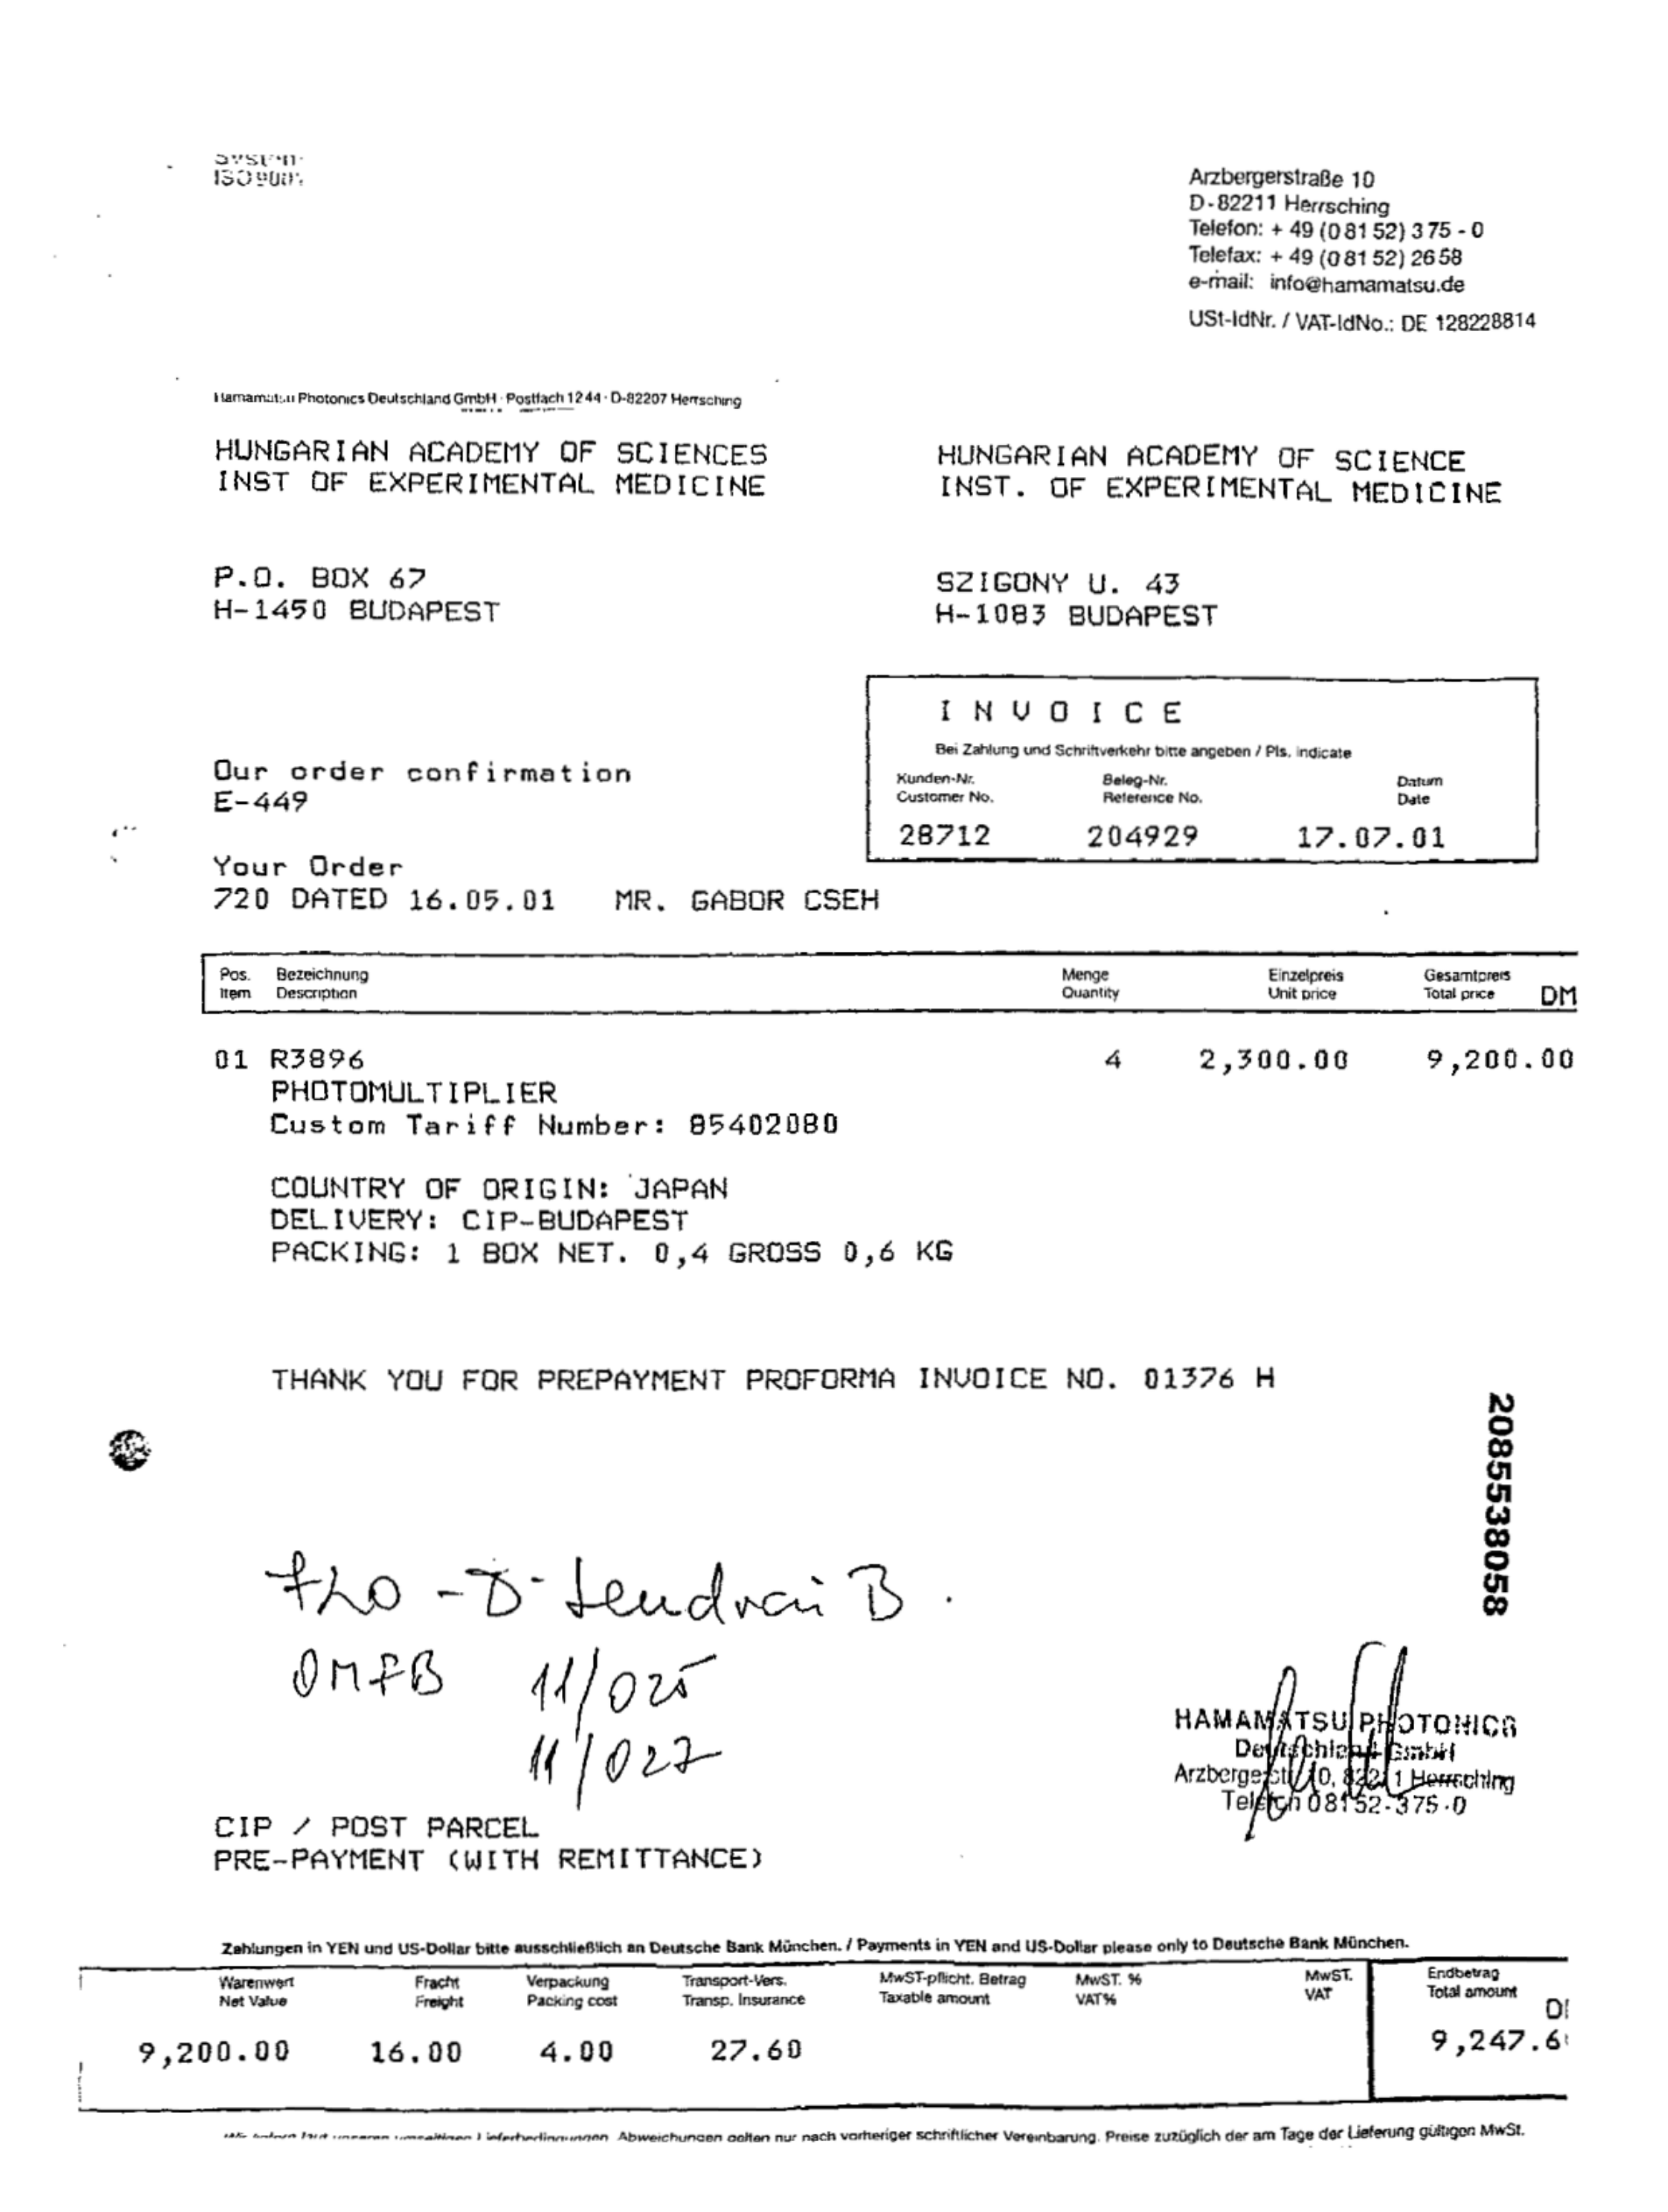 System
Arzbergerstraße 10
D-82211 Herrsching
Telefon: + 49 (0 81 52) 3 75 - 0
Telefax: + 49 (0 81 52) 26 58
e-mail: info@hamamatsu.de
USt-IdNr. / VAT-IdNo.: DE 128228814
Hamamatsu Photonics Deutschland GmbH · Postfach 12 44 · D-82207 Herrsching
HUNGARIAN ACADEMY OF SCIENCES
INST OF EXPERIMENTAL MEDICINE
P.O. BOX 67
H-1450 BUDAPEST
HUNGARIAN ACADEMY OF SCIENCE
INST. OF EXPERIMENTAL MEDICINE
SZIGONY U. 43
H-1083 BUDAPEST
INVOICE
Bei Zahlung und Schriftverkehr bitte angeben / Pls. indicate
Kunden-Nr. Beleg-Nr. Datum
Customer No. Reference No. Date
28712 204929 17.07.01
Our order confirmation
E-449
Your Order
720 DATED 16.05.01 MR. GABOR CSEH
Pos. Bezeichnung Menge Einzelpreis Gesamtpreis
Item Description Quantity Unit price Total price DM
01 R3896 4 2,300.00 9,200.00
PHOTOMULTIPLIER
Custom Tariff Number: 85402080
COUNTRY OF ORIGIN: JAPAN
DELIVERY: CIP-BUDAPEST
PACKING: 1 BOX NET. 0,4 GROSS 0,6 KG
THANK YOU FOR PREPAYMENT PROFORMA INVOICE NO. 01376 H
2085538058
OMFB 11/025
11/027
HAMAMATSU PHOTONICS
Deutschland GmbH
Arzbergerstr. 10, 82211 Herrsching
Telefon 08152-375-0
CIP / POST PARCEL
PRE-PAYMENT (WITH REMITTANCE)
Zahlungen in YEN und US-Dollar bitte ausschließlich an Deutsche Bank München. / Payments in YEN and US-Dollar please only to Deutsche Bank München.
Warenwert Fracht Verpackung Transport-Vers. MwST-pflicht. Betrag MwST. % MwST. Endbetrag
Net Value Freight Packing cost Transp. Insurance Taxable amount VAT% VAT Total amount
9,200.00 16.00 4.00 27.60 9,247.6
unseren umseitigen Lieferbedingungen. Abweichungen gelten nur nach vorheriger schriftlicher Vereinbarung. Preise zuzüglich der am Tage der Lieferung gültigen MwSt.